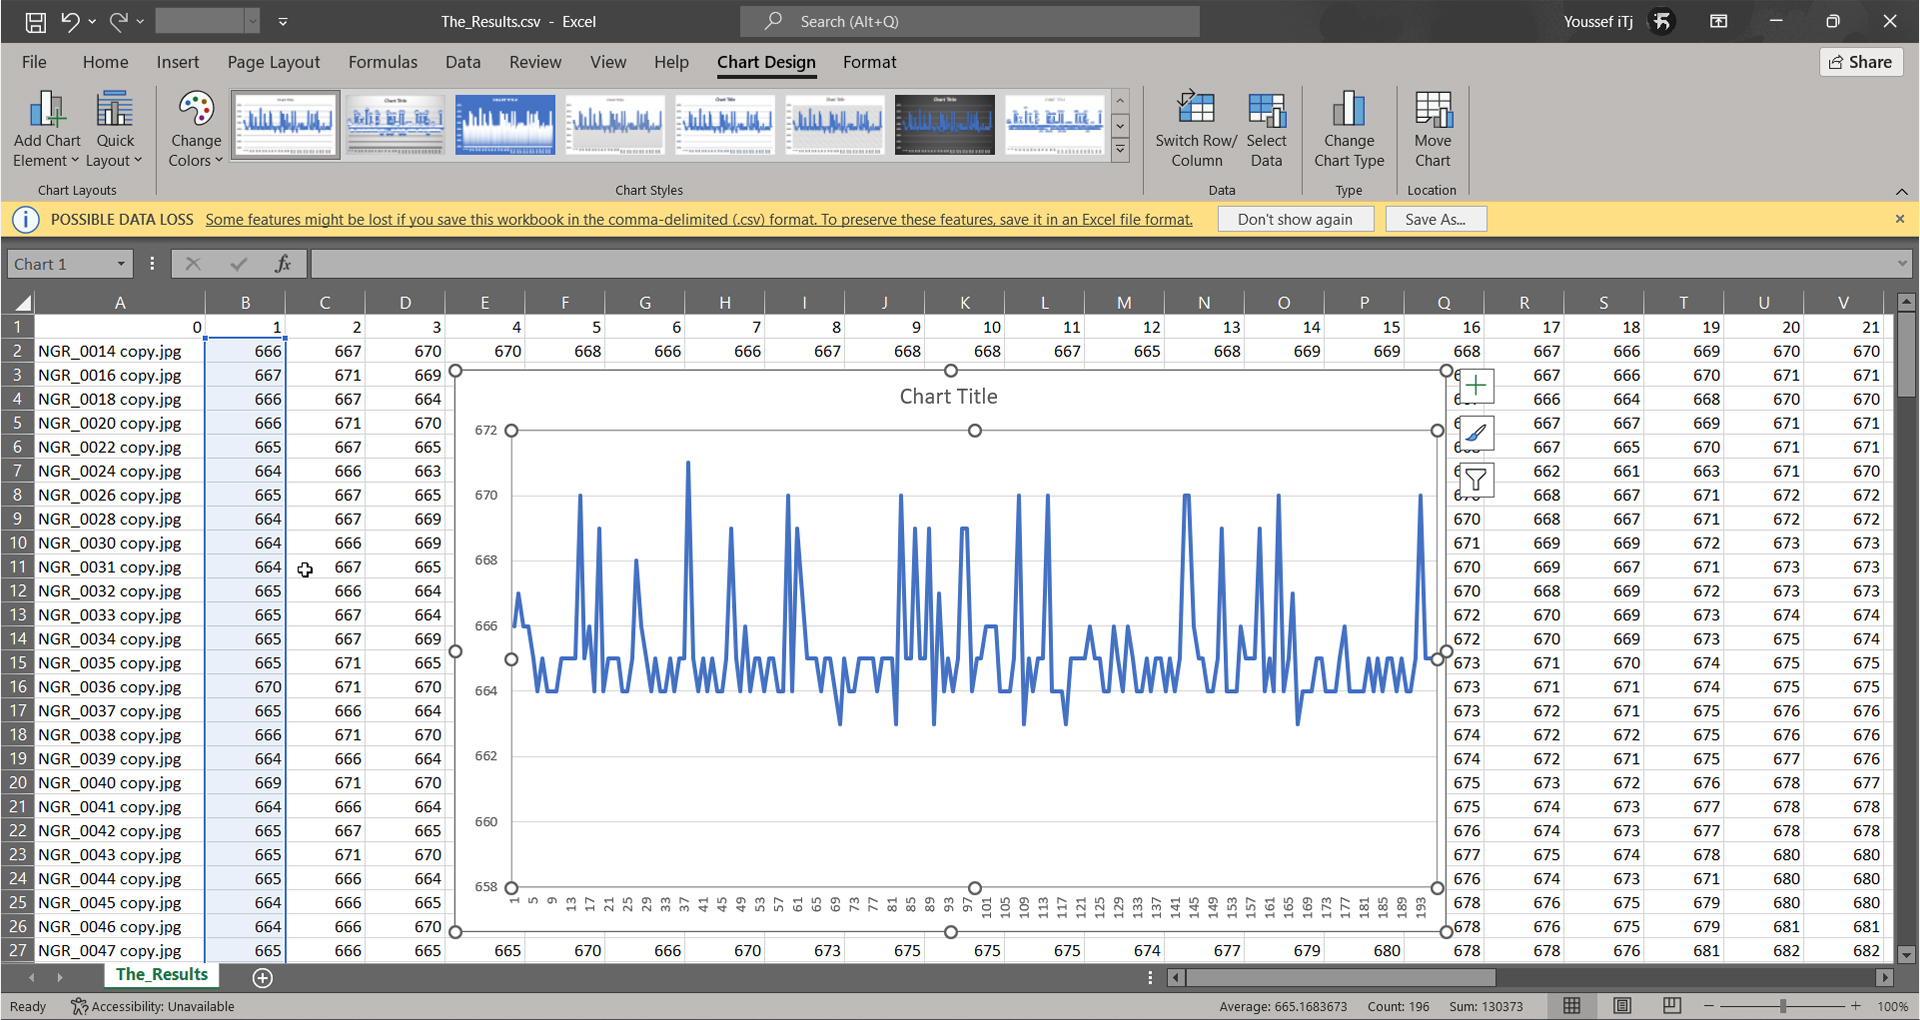 The_Results.csv - Excel
Search (Alt+Q)
Youssef iTj
File Home Insert Page Layout Formulas Data Review View Help Chart Design Format Share
Add Chart Element
Quick Layout
Change Colors
Switch Row/ Column
Select Data
Change Chart Type
Move Chart
Chart Layouts Chart Styles Data Type Location
POSSIBLE DATA LOSS Some features might be lost if you save this workbook in the comma-delimited (.csv) format. To preserve these features, save it in an Excel file format. Don't show again Save As...
Chart 1 fx
A B C D E F G H I J K L M N O P Q R S T U V
1 0 1 2 3 4 5 6 7 8 9 10 11 12 13 14 15 16 17 18 19 20 21
2 NGR_0014 copy.jpg 666 667 670 670 668 666 666 667 668 668 667 665 668 669 669 668 667 666 669 670 670
3 NGR_0016 copy.jpg 667 671 669 667 666 670 671 671
4 NGR_0018 copy.jpg 666 667 664 666 664 668 670 670
5 NGR_0020 copy.jpg 666 671 670 667 667 669 671 671
6 NGR_0022 copy.jpg 665 667 665 667 665 670 671 671
7 NGR_0024 copy.jpg 664 666 663 662 661 663 671 670
8 NGR_0026 copy.jpg 665 667 665 668 667 671 672 672
9 NGR_0028 copy.jpg 664 667 669 670 668 667 671 672 672
10 NGR_0030 copy.jpg 664 666 669 671 669 669 672 673 673
11 NGR_0031 copy.jpg 664 667 665 670 669 667 671 673 673
12 NGR_0032 copy.jpg 665 666 664 670 668 669 672 673 673
13 NGR_0033 copy.jpg 665 667 664 672 670 669 673 674 674
14 NGR_0034 copy.jpg 665 667 669 672 670 669 673 675 674
15 NGR_0035 copy.jpg 665 671 665 673 671 670 674 675 675
16 NGR_0036 copy.jpg 670 671 670 673 671 671 674 675 675
17 NGR_0037 copy.jpg 665 666 664 673 672 671 675 676 676
18 NGR_0038 copy.jpg 666 671 670 674 672 672 675 676 676
19 NGR_0039 copy.jpg 664 666 664 674 672 671 675 677 676
20 NGR_0040 copy.jpg 669 671 670 675 673 672 676 678 677
21 NGR_0041 copy.jpg 664 666 664 675 674 673 677 678 678
22 NGR_0042 copy.jpg 665 667 665 676 674 673 677 678 678
23 NGR_0043 copy.jpg 665 671 670 677 675 674 678 680 680
24 NGR_0044 copy.jpg 665 666 664 676 674 673 671 680 680
25 NGR_0045 copy.jpg 664 666 665 678 676 675 679 680 680
26 NGR_0046 copy.jpg 664 666 670 678 676 675 679 681 681
27 NGR_0047 copy.jpg 665 666 665 665 670 666 670 673 675 675 675 674 677 679 680 678 678 676 681 682 682
Chart Title
672
670
668
666
664
662
660
658
1 5 9 13 17 21 25 29 33 37 41 45 49 53 57 61 65 69 73 77 81 85 89 93 97 101 105 109 113 117 121 125 129 133 137 141 145 149 153 157 161 165 169 173 177 181 185 189 193
The_Results
Ready Accessibility: Unavailable Average: 665.1683673 Count: 196 Sum: 130373 100%